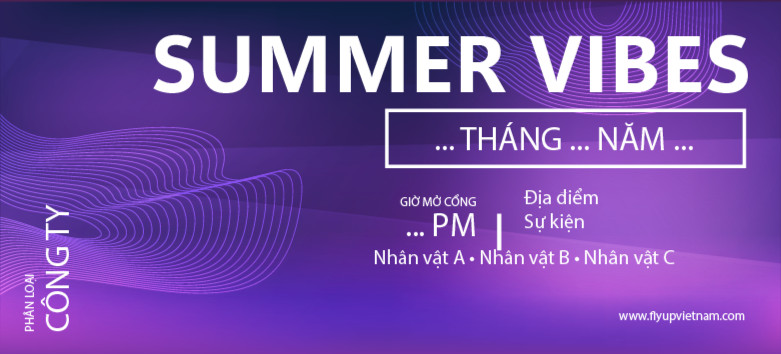 SUMMER VIBES
... THÁNG ... NĂM ...
GIỜ MỞ CỔNG
... PM
Địa diểm
Sự kiện
Nhân vật A • Nhân vật B • Nhân vật C
PHÂN LOẠI
CÔNG TY
www.flyupvietnam.com